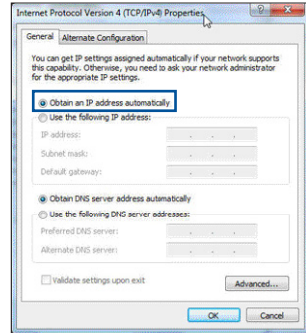 Internet Protocol Version 4 (TCP/IPv4) Properties
General
Alternate Configuration
You can get IP settings assigned automatically if your network supports
this capability. Otherwise, you need to ask your network administrator
for the appropriate IP settings.
Obtain an IP address automatically
Use the following IP address:
IP address:
Subnet mask:
Default gateway:
Obtain DNS server address automatically
Use the following DNS server addresses:
Preferred DNS server:
Alternate DNS server:
Validate settings upon exit
Advanced...
OK
Cancel